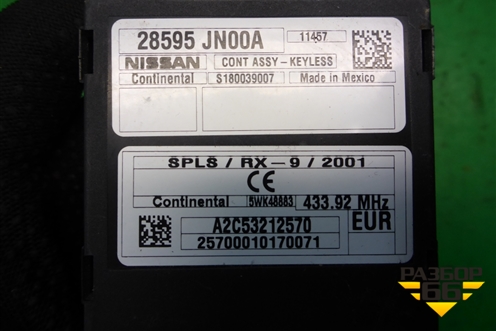 28595 JN00A 11457
NISSAN CONT ASSY-KEYLESS
Continental S180039007 Made in Mexico
SPLS / RX-9 / 2001
CE
Continental 5WK48883 433.92 MHz
A2C53212570 EUR
25700010170071
РАЗБОР
66